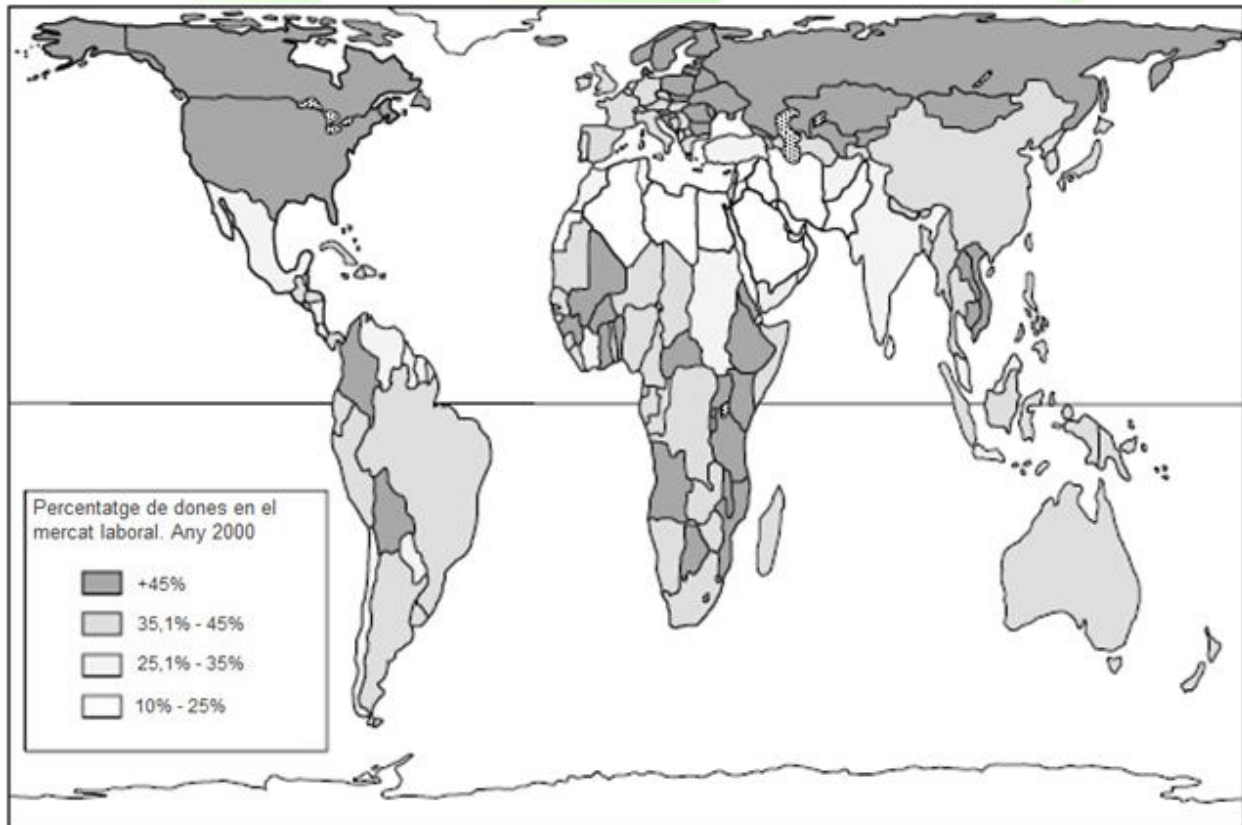 Percentatge de dones en el
mercat laboral. Any 2000
+45%
35,1% - 45%
25,1% - 35%
10% - 25%